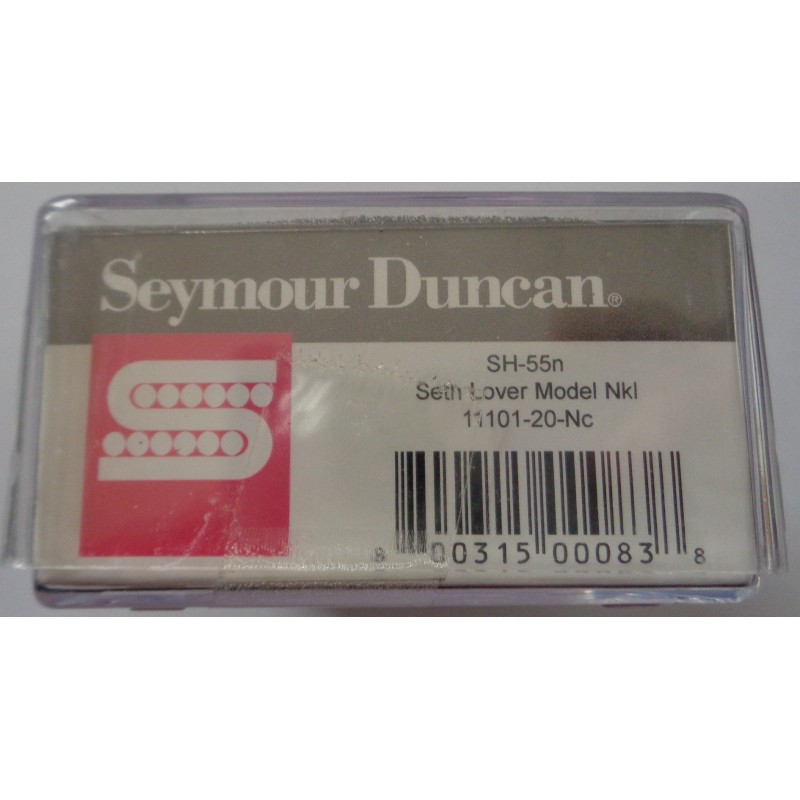 Seymour Duncan®
SH-55n
Seth Lover Model Nkl
11101-20-Nc
8 00315 00083 8